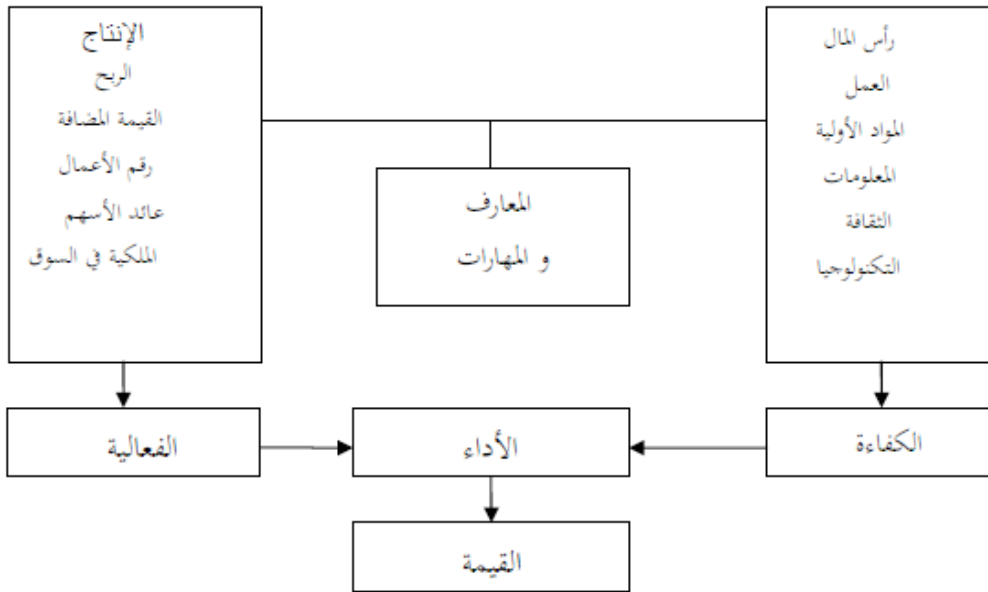 رأس المال
العمل
المواد الأولية
المعلومات
الثقافة
التكنولوجيا
المعارف
و المهارات
الإنتاج
الربح
القيمة المضافة
رقم الأعمال
عائد الأسهم
الملكية في السوق
الكفاءة
الأداء
الفعالية
القيمة